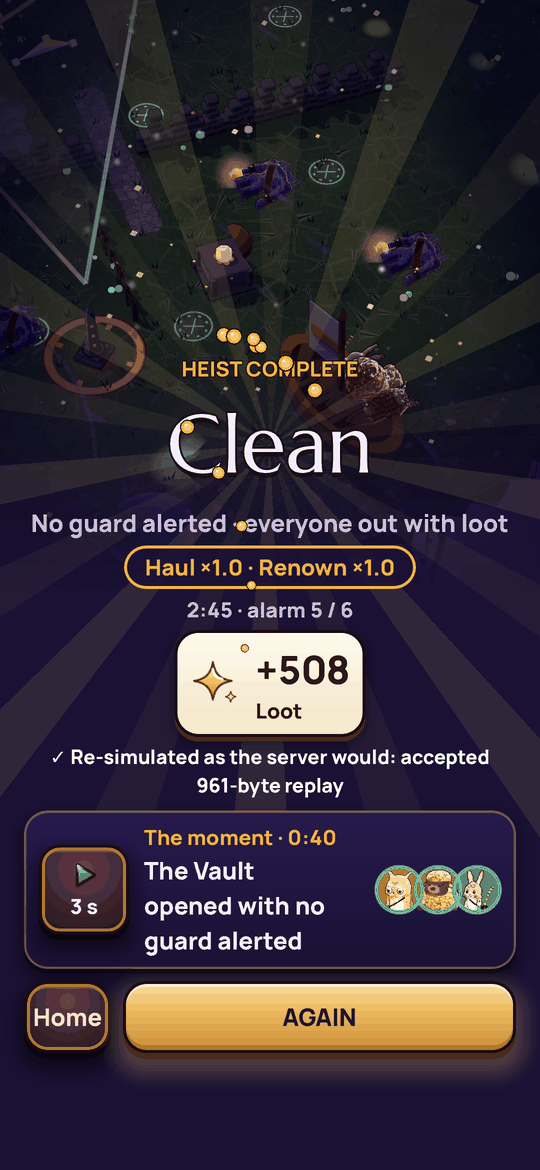 HEIST COMPLETE
Clean
No guard alerted · everyone out with loot
Haul ×1.0 · Renown ×1.0
2:45 · alarm 5 / 6
+508
Loot
✓ Re-simulated as the server would: accepted
961-byte replay
The moment · 0:40
The Vault
opened with no
guard alerted
3 s
Home
AGAIN